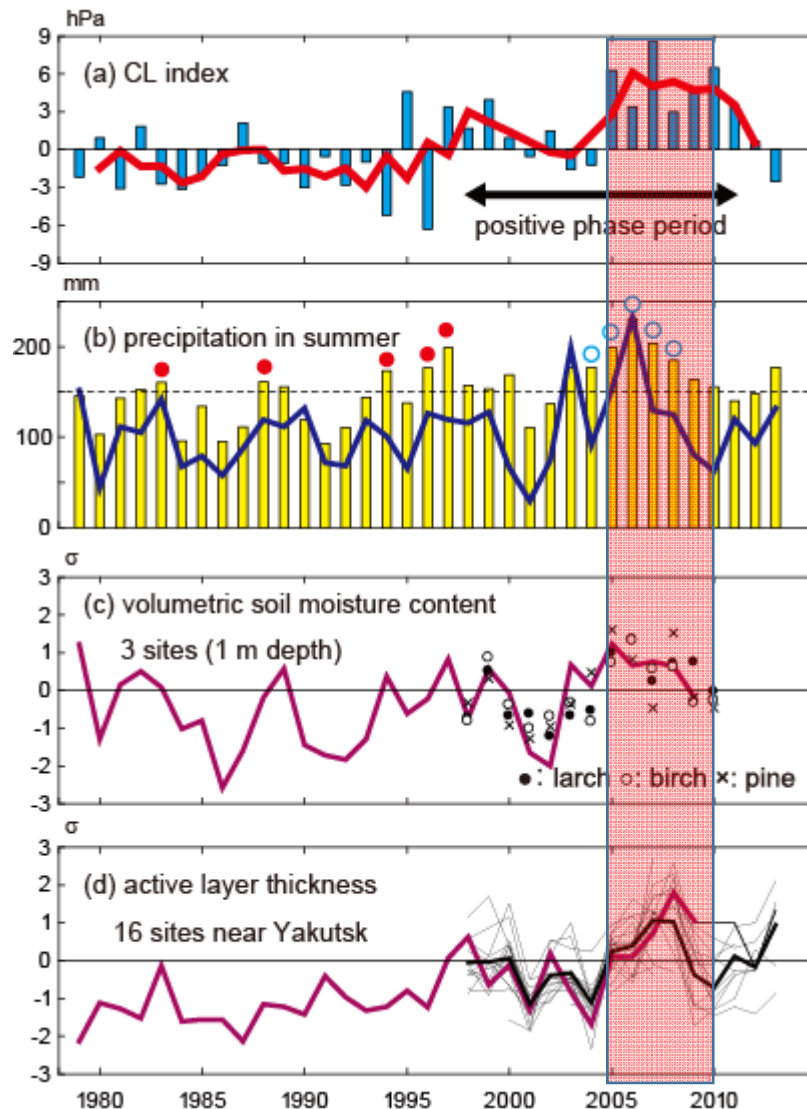 hPa
9
(a) CL index
6
3
0
-3
-6
positive phase period
-9
mm
(b) precipitation in summer
200
100
0
σ
3
(c) volumetric soil moisture content
2
3 sites (1 m depth)
1
0
-1
-2
●: larch ○: birch ×: pine
-3
σ
3
(d) active layer thickness
2
16 sites near Yakutsk
1
0
-1
-2
-3
1980 1985 1990 1995 2000 2005 2010